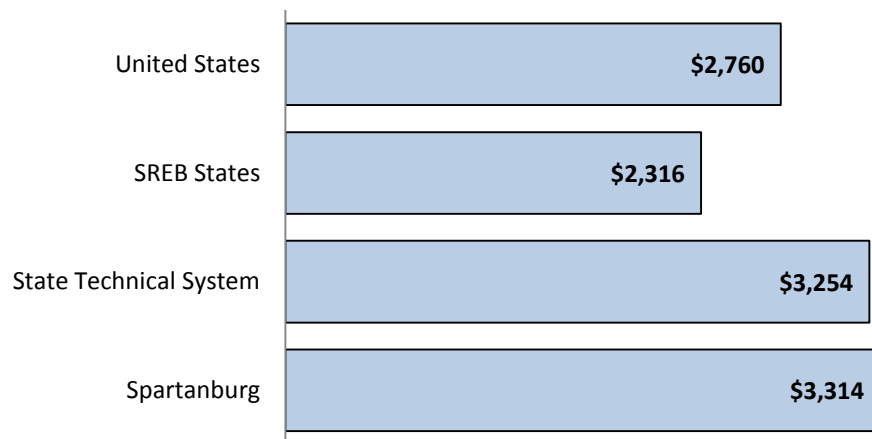 United States $2,760
SREB States $2,316
State Technical System $3,254
Spartanburg $3,314